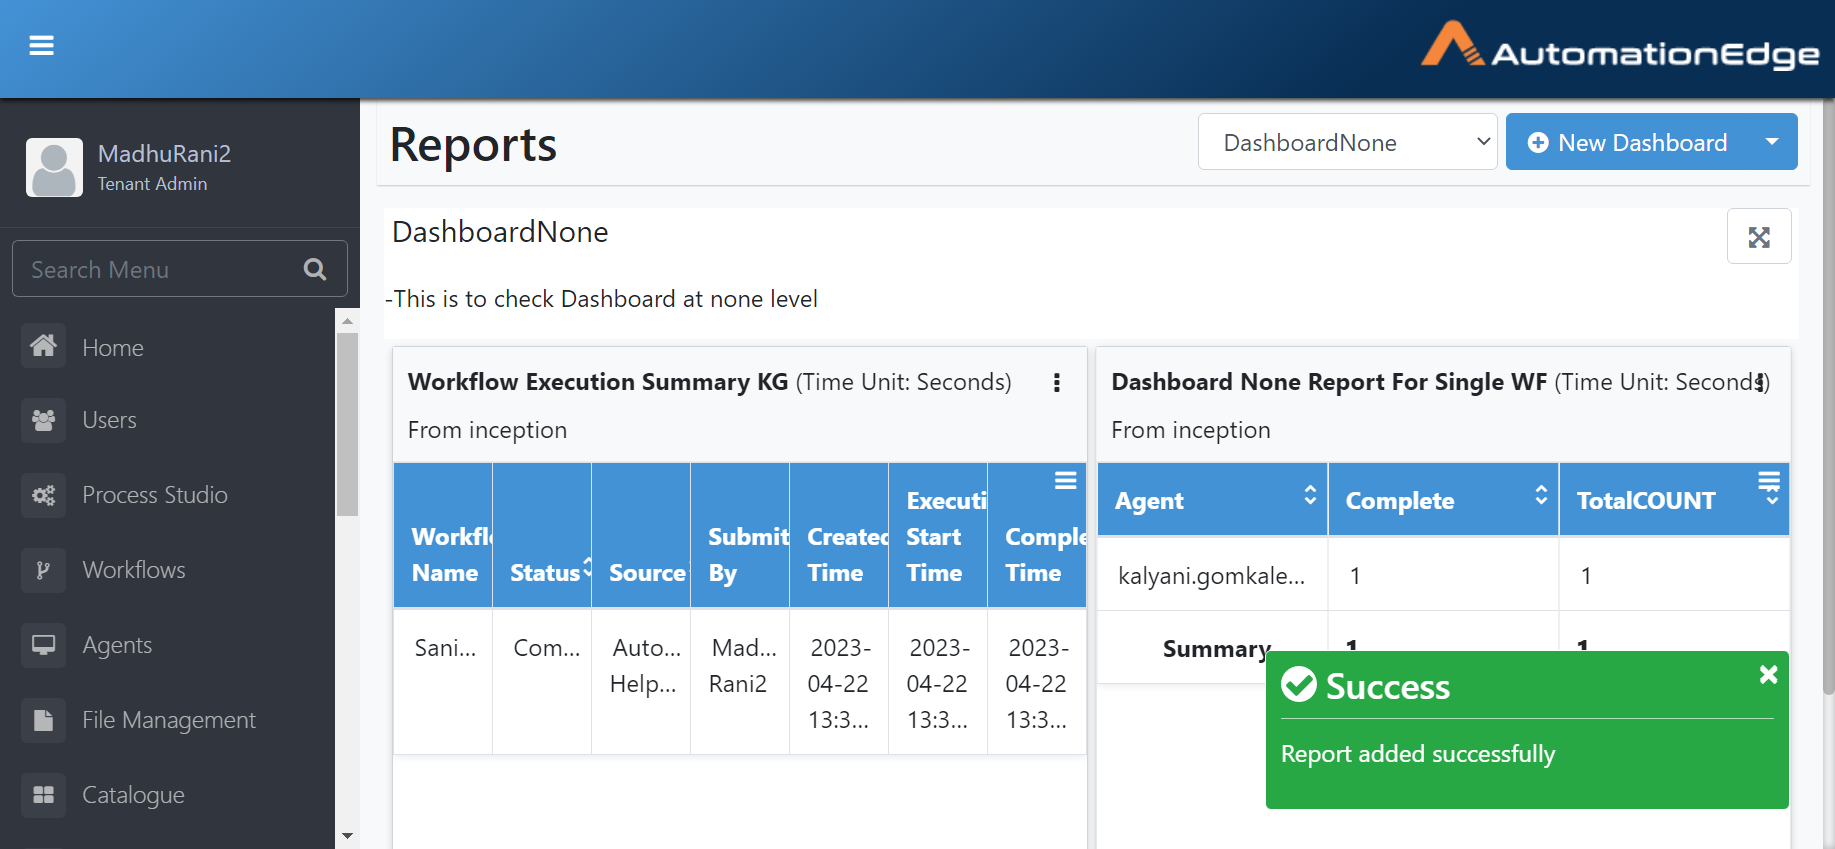 AutomationEdge
MadhuRani2
Tenant Admin
Search Menu
Home
Users
Process Studio
Workflows
Agents
File Management
Catalogue
Reports
DashboardNone
New Dashboard
DashboardNone
-This is to check Dashboard at none level
Workflow Execution Summary KG (Time Unit: Seconds)
From inception
Workfl
Name
Status
Source
Submit
By
Created
Time
Executi
Start
Time
Comple
Time
Sani...
Com...
Auto...
Help...
Mad...
Rani2
2023-
04-22
13:3...
2023-
04-22
13:3...
2023-
04-22
13:3...
Dashboard None Report For Single WF (Time Unit: Seconds)
From inception
Agent
Complete
TotalCOUNT
kalyani.gomkale...
1
1
Summary
1
1
Success
Report added successfully